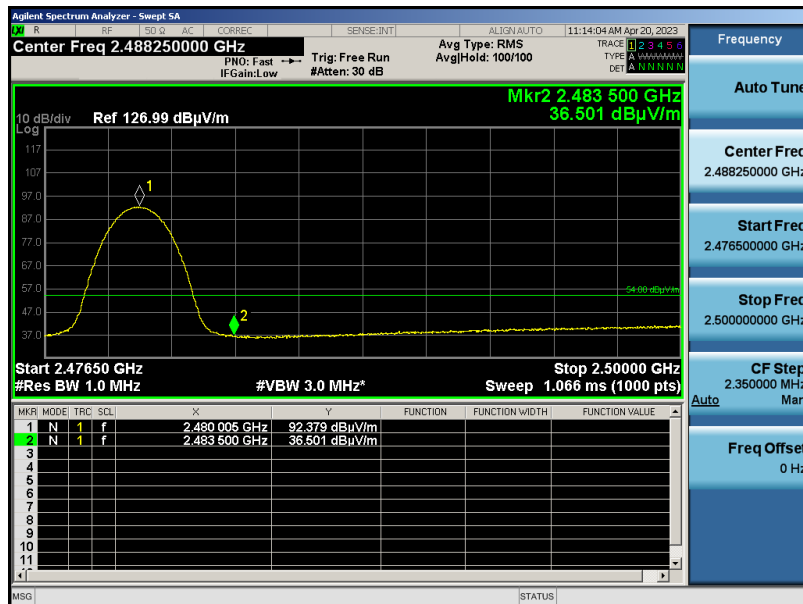 Agilent Spectrum Analyzer - Swept SA
LXI R RF 50 Ω AC CORREC SENSE:INT ALIGN AUTO 11:14:04 AM Apr 20, 2023
Center Freq 2.488250000 GHz
PNO: Fast
IFGain:Low
Trig: Free Run
#Atten: 30 dB
Avg Type: RMS
Avg|Hold: 100/100
TRACE 1 2 3 4 5 6
TYPE A WWWWW
DET A N N N N N
Mkr2 2.483 500 GHz
36.501 dBµV/m
10 dB/div Ref 126.99 dBµV/m
Log
117
107
97.0
87.0
77.0
67.0
57.0
47.0
37.0
1
2
54.00 dBµV/m
Start 2.47650 GHz Stop 2.50000 GHz
#Res BW 1.0 MHz #VBW 3.0 MHz* Sweep 1.066 ms (1000 pts)
MKR MODE TRC SCL X Y FUNCTION FUNCTION WIDTH FUNCTION VALUE
1 N 1 f 2.480 005 GHz 92.379 dBµV/m
2 N 1 f 2.483 500 GHz 36.501 dBµV/m
3
4
5
6
7
8
9
10
11
MSG STATUS
Frequency
Auto Tune
Center Freq
2.488250000 GHz
Start Freq
2.476500000 GHz
Stop Freq
2.500000000 GHz
CF Step
2.350000 MHz
Auto Man
Freq Offset
0 Hz